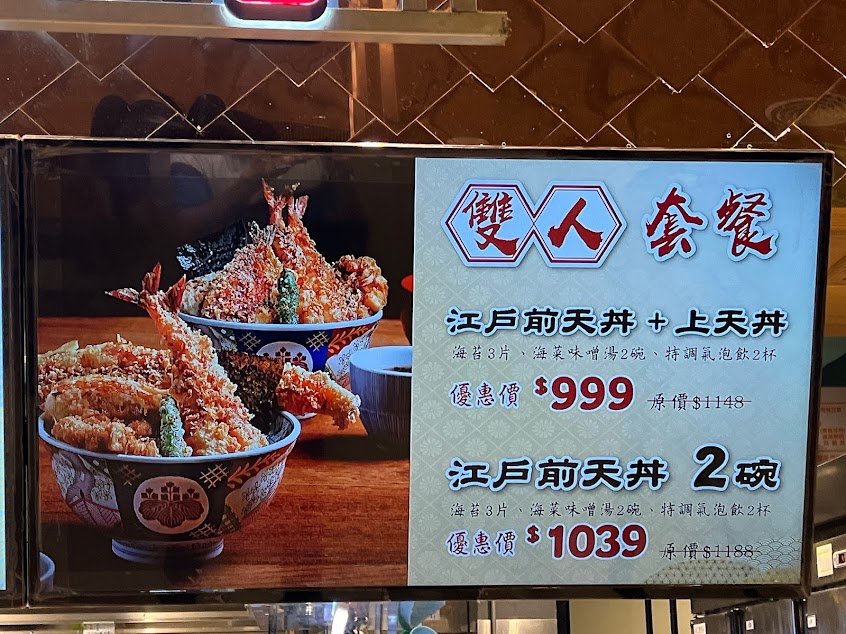 雙人套餐
江戶前天丼+上天丼
海苔3片、海菜味噌湯2碗、特調氣泡飲2杯
優惠價 $999 原價$1148
江戶前天丼 2碗
海苔3片、海菜味噌湯2碗、特調氣泡飲2杯
優惠價 $1039 原價$1188